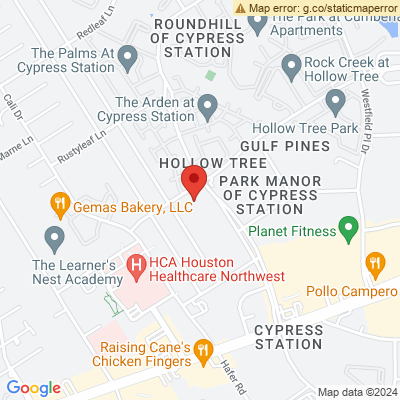 Map error: g.co/staticmaperror
ROUNDHILL
OF CYPRESS
STATION
The Park at Cumberl
Apartments
Redleaf Ln
The Palms At
Cypress Station
Rock Creek at
Hollow Tree
Cali Dr
The Arden at
Cypress Station
Westfield Pl Dr
Marne Ln
Rustyleaf Ln
Hollow Tree Park
GULF PINES
HOLLOW TREE
PARK MANOR
OF CYPRESS
STATION
Gemas Bakery, LLC
Planet Fitness
The Learner's
Nest Academy
HCA Houston
Healthcare Northwest
Pollo Campero
CYPRESS
STATION
Raising Cane's
Chicken Fingers
Hafer Rd
Google
Map data ©2024